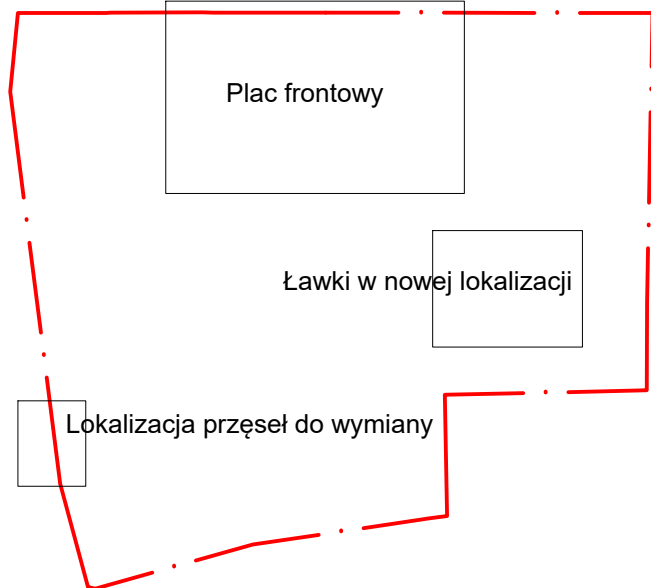 Plac frontowy
Ławki w nowej lokalizacji
Lokalizacja przęseł do wymiany